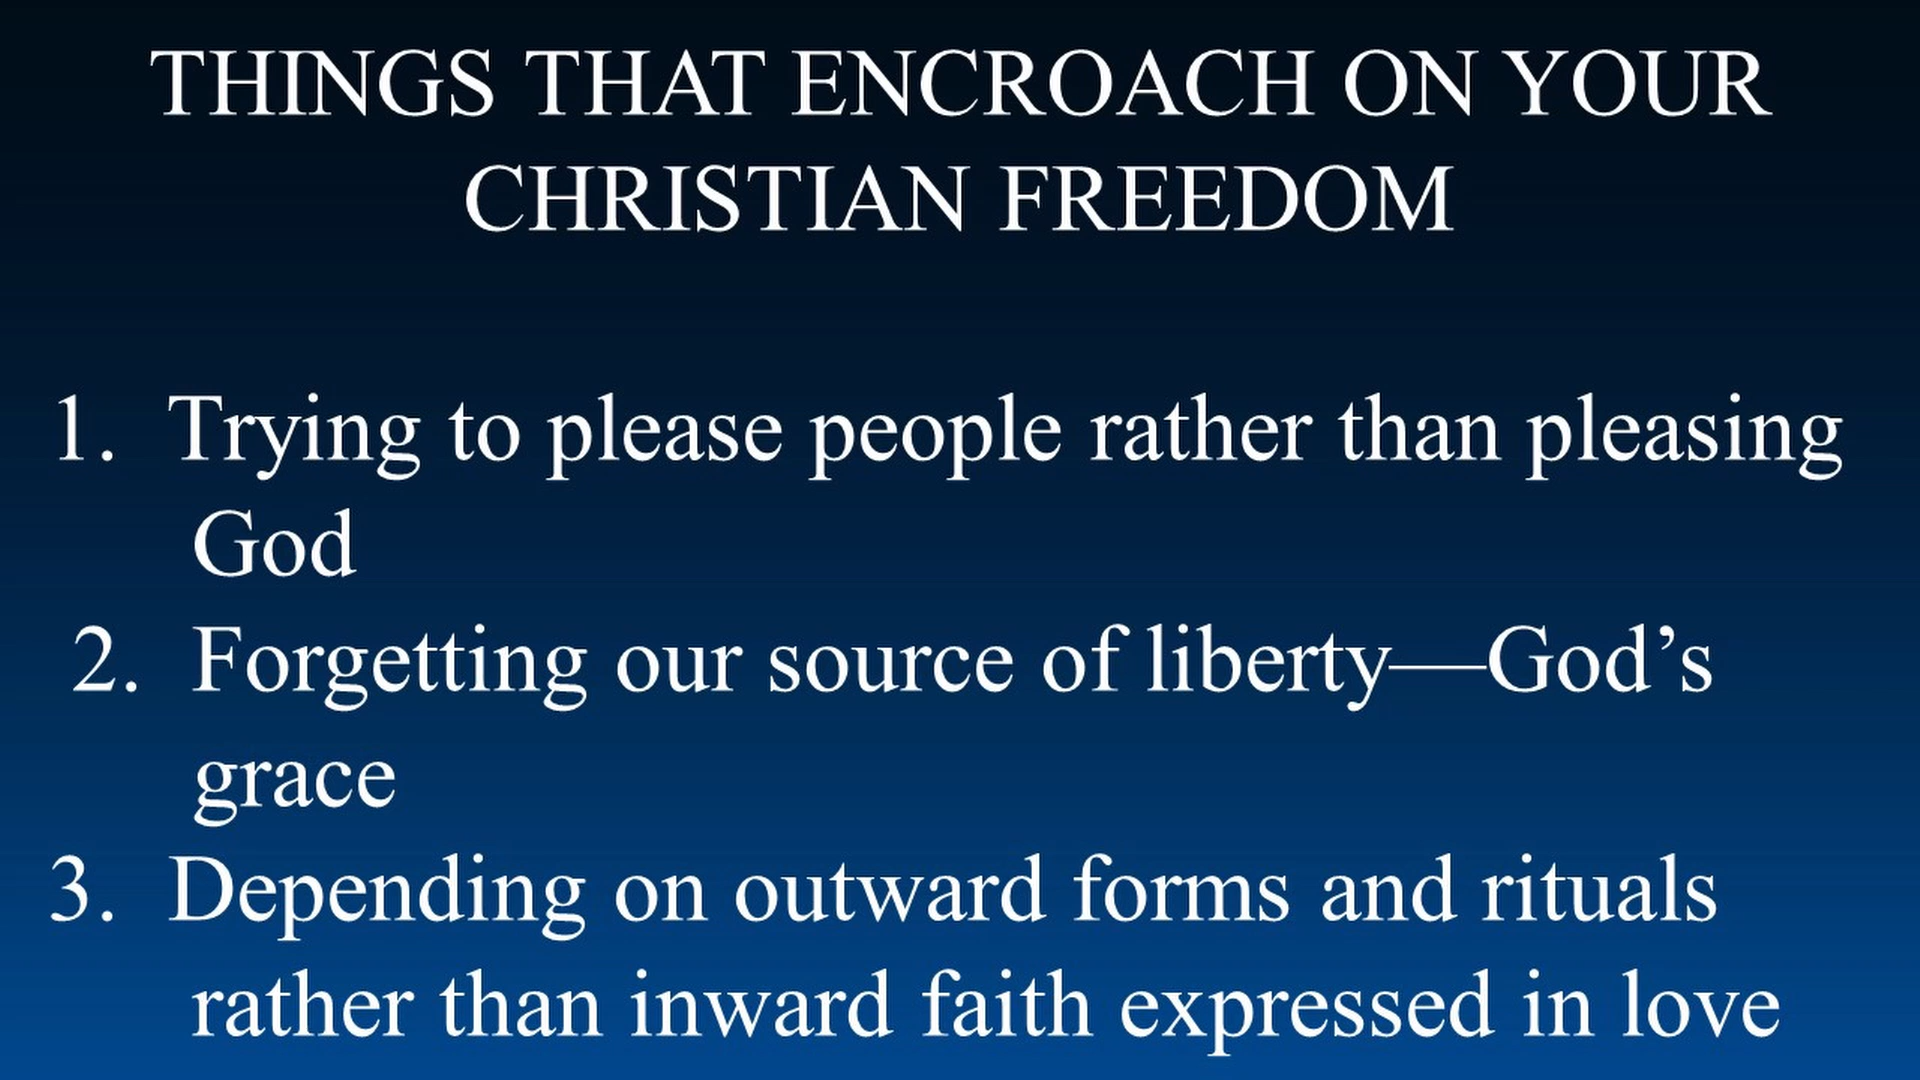 THINGS THAT ENCROACH ON YOUR
CHRISTIAN FREEDOM
1. Trying to please people rather than pleasing
God
2. Forgetting our source of liberty—God’s
grace
3. Depending on outward forms and rituals
rather than inward faith expressed in love